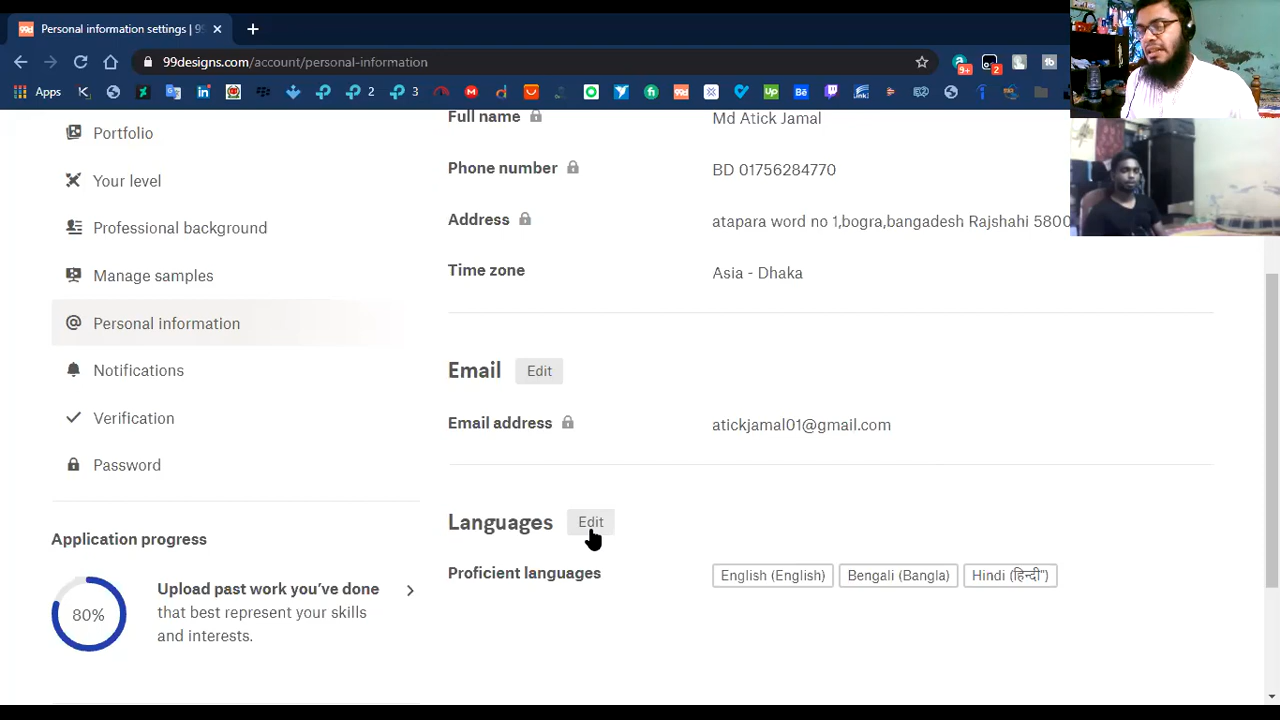 Personal information settings | 99
99designs.com/account/personal-information
Apps
2
3
9+
2
Portfolio
Your level
Professional background
Manage samples
Personal information
Notifications
Verification
Password
Application progress
80%
Upload past work you've done
that best represent your skills
and interests.
Full name
Md Atick Jamal
Phone number
BD 01756284770
Address
atapara word no 1,bogra,bangadesh Rajshahi 5800
Time zone
Asia - Dhaka
Email
Edit
Email address
atickjamal01@gmail.com
Languages
Edit
Proficient languages
English (English)
Bengali (Bangla)
Hindi (हिन्दी")